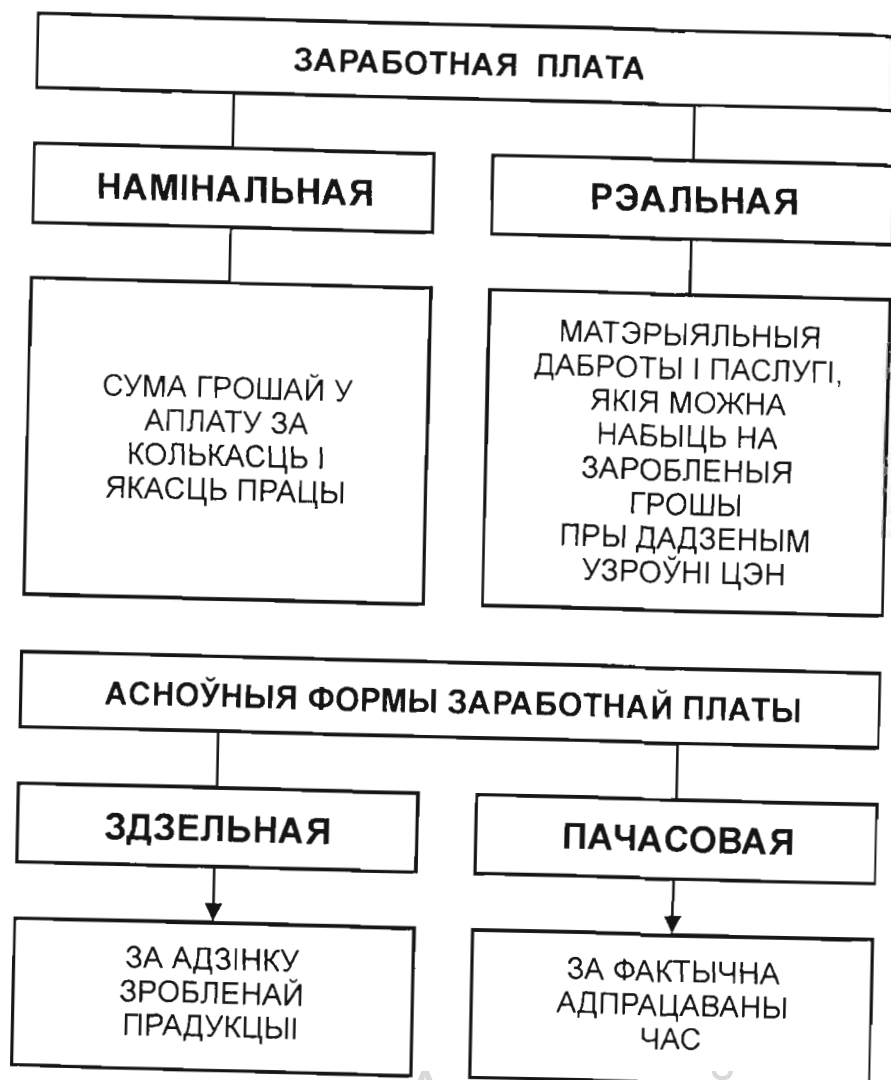 ЗАРАБОТНАЯ ПЛАТА
НАМІНАЛЬНАЯ
РЭАЛЬНАЯ
СУМА ГРОШАЙ У
АПЛАТУ ЗА
КОЛЬКАСЦЬ І
ЯКАСЦЬ ПРАЦЫ
МАТЭРЫЯЛЬНЫЯ
ДАБРОТЫ І ПАСЛУГІ,
ЯКІЯ МОЖНА
НАБЫЦЬ НА
ЗАРОБЛЕНЫЯ
ГРОШЫ
ПРЫ ДАДЗЕНЫМ
УЗРОЎНІ ЦЭН
АСНОЎНЫЯ ФОРМЫ ЗАРАБОТНАЙ ПЛАТЫ
ЗДЗЕЛЬНАЯ
ПАЧАСОВАЯ
ЗА АДЗІНКУ
ЗРОБЛЕНАЙ
ПРАДУКЦЫІ
ЗА ФАКТЫЧНА
АДПРАЦАВАНЫ
ЧАС